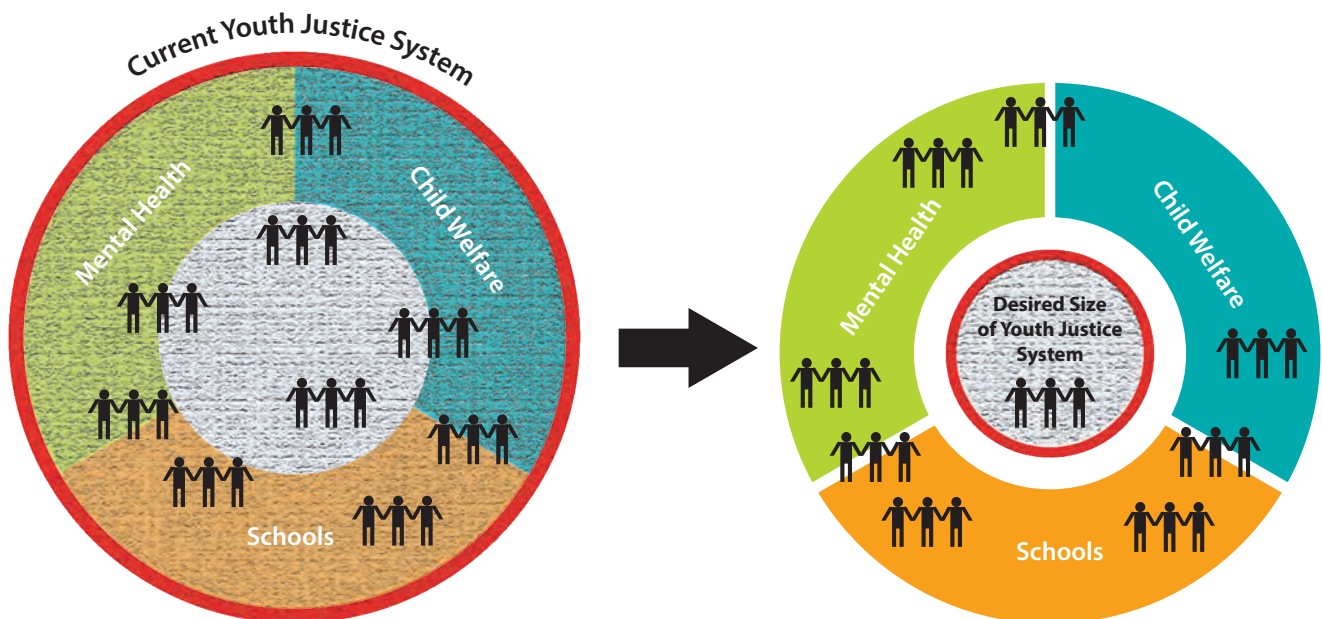 Current Youth Justice System
Mental Health
Child Welfare
Schools
Mental Health
Child Welfare
Desired Size
of Youth Justice
System
Schools